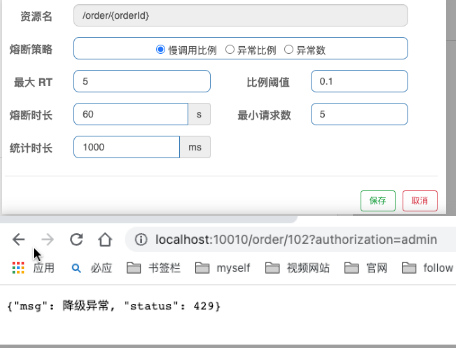 资源名 /order/{orderId}
熔断策略 慢调用比例 异常比例 异常数
最大 RT 5 比例阈值 0.1
熔断时长 60 s 最小请求数 5
统计时长 1000 ms
保存 取消
localhost:10010/order/102?authorization=admin
应用 必应 书签栏 myself 视频网站 官网 follow
{"msg": 降级异常, "status": 429}